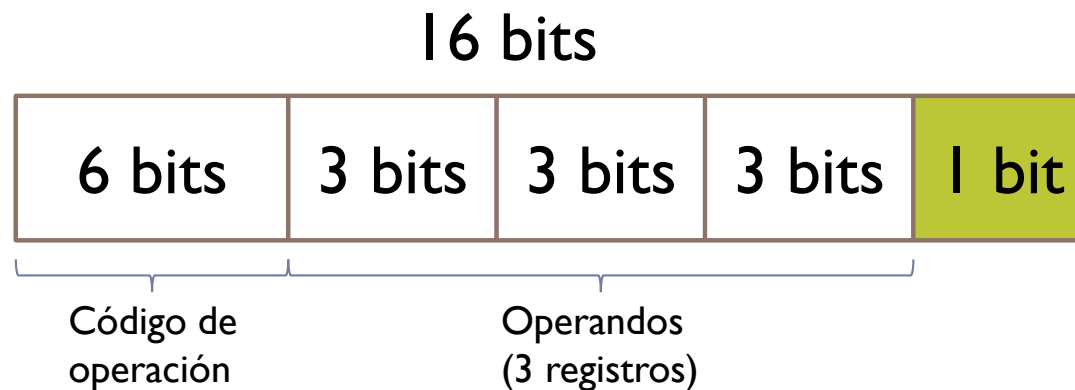 16 bits
6 bits 3 bits 3 bits 3 bits 1 bit
Código de
operación
Operandos
(3 registros)